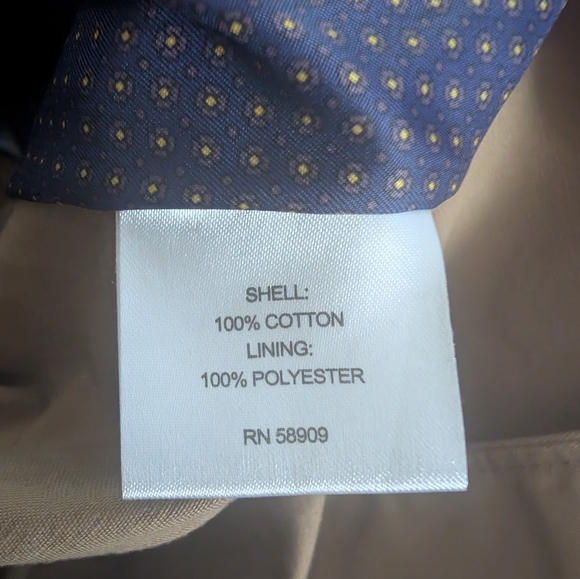 SHELL:
100% COTTON
LINING:
100% POLYESTER
RN 58909